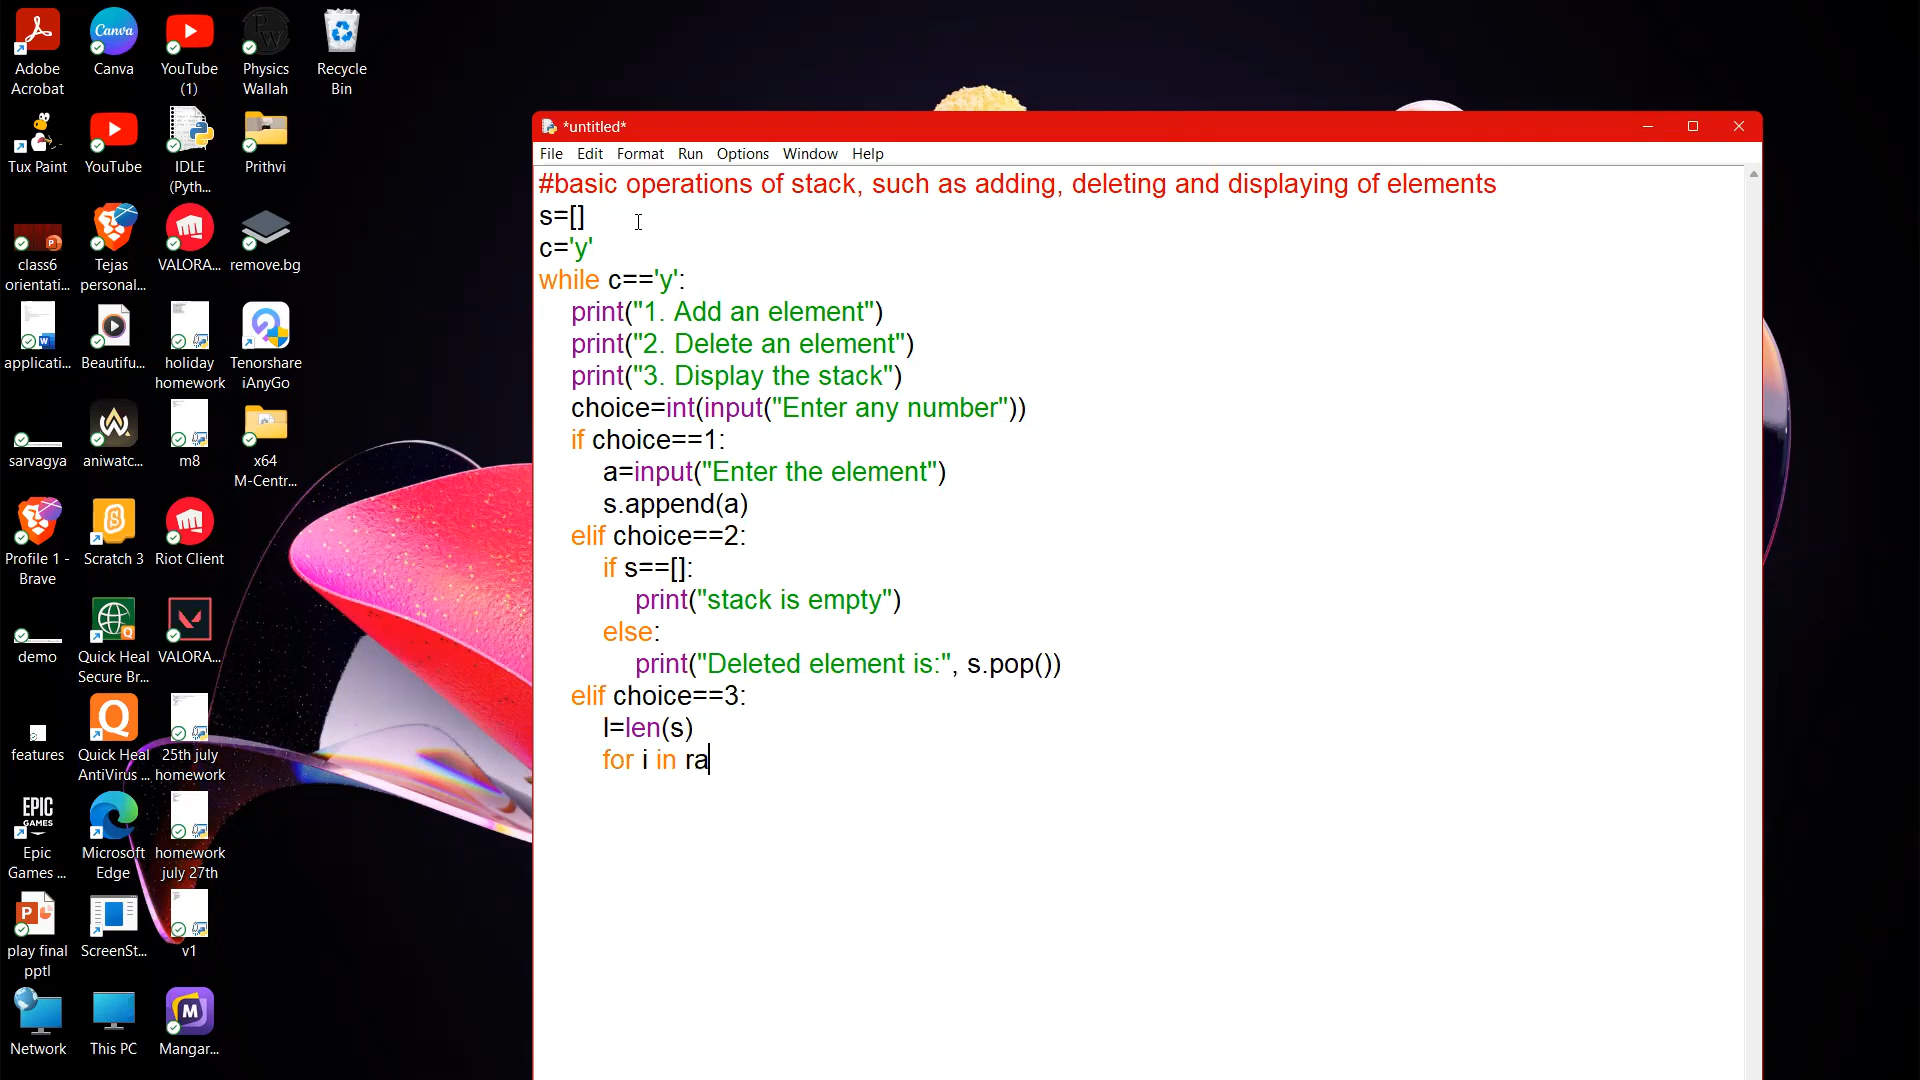 Adobe
Acrobat
Canva
YouTube
(1)
Physics
Wallah
Recycle
Bin
Tux Paint
YouTube
IDLE
(Pyth...
Prithvi
class6
orientati...
Tejas
personal...
VALORA...
remove.bg
applicati...
Beautifu...
holiday
homework
Tenorshare
iAnyGo
sarvagya
aniwatc...
m8
x64
M-Centr...
Profile 1 -
Brave
Scratch 3
Riot Client
demo
Quick Heal
Secure Br...
VALORA...
features
Quick Heal
AntiVirus ...
25th july
homework
EPIC
GAMES
Epic
Games ...
Microsoft
Edge
homework
july 27th
play final
pptl
ScreenSt...
v1
Network
This PC
Mangar...
*untitled*
File Edit Format Run Options Window Help
#basic operations of stack, such as adding, deleting and displaying of elements
s=[]
c='y'
while c=='y':
    print("1. Add an element")
    print("2. Delete an element")
    print("3. Display the stack")
    choice=int(input("Enter any number"))
    if choice==1:
        a=input("Enter the element")
        s.append(a)
    elif choice==2:
        if s==[]:
            print("stack is empty")
        else:
            print("Deleted element is:", s.pop())
    elif choice==3:
        l=len(s)
        for i in ra